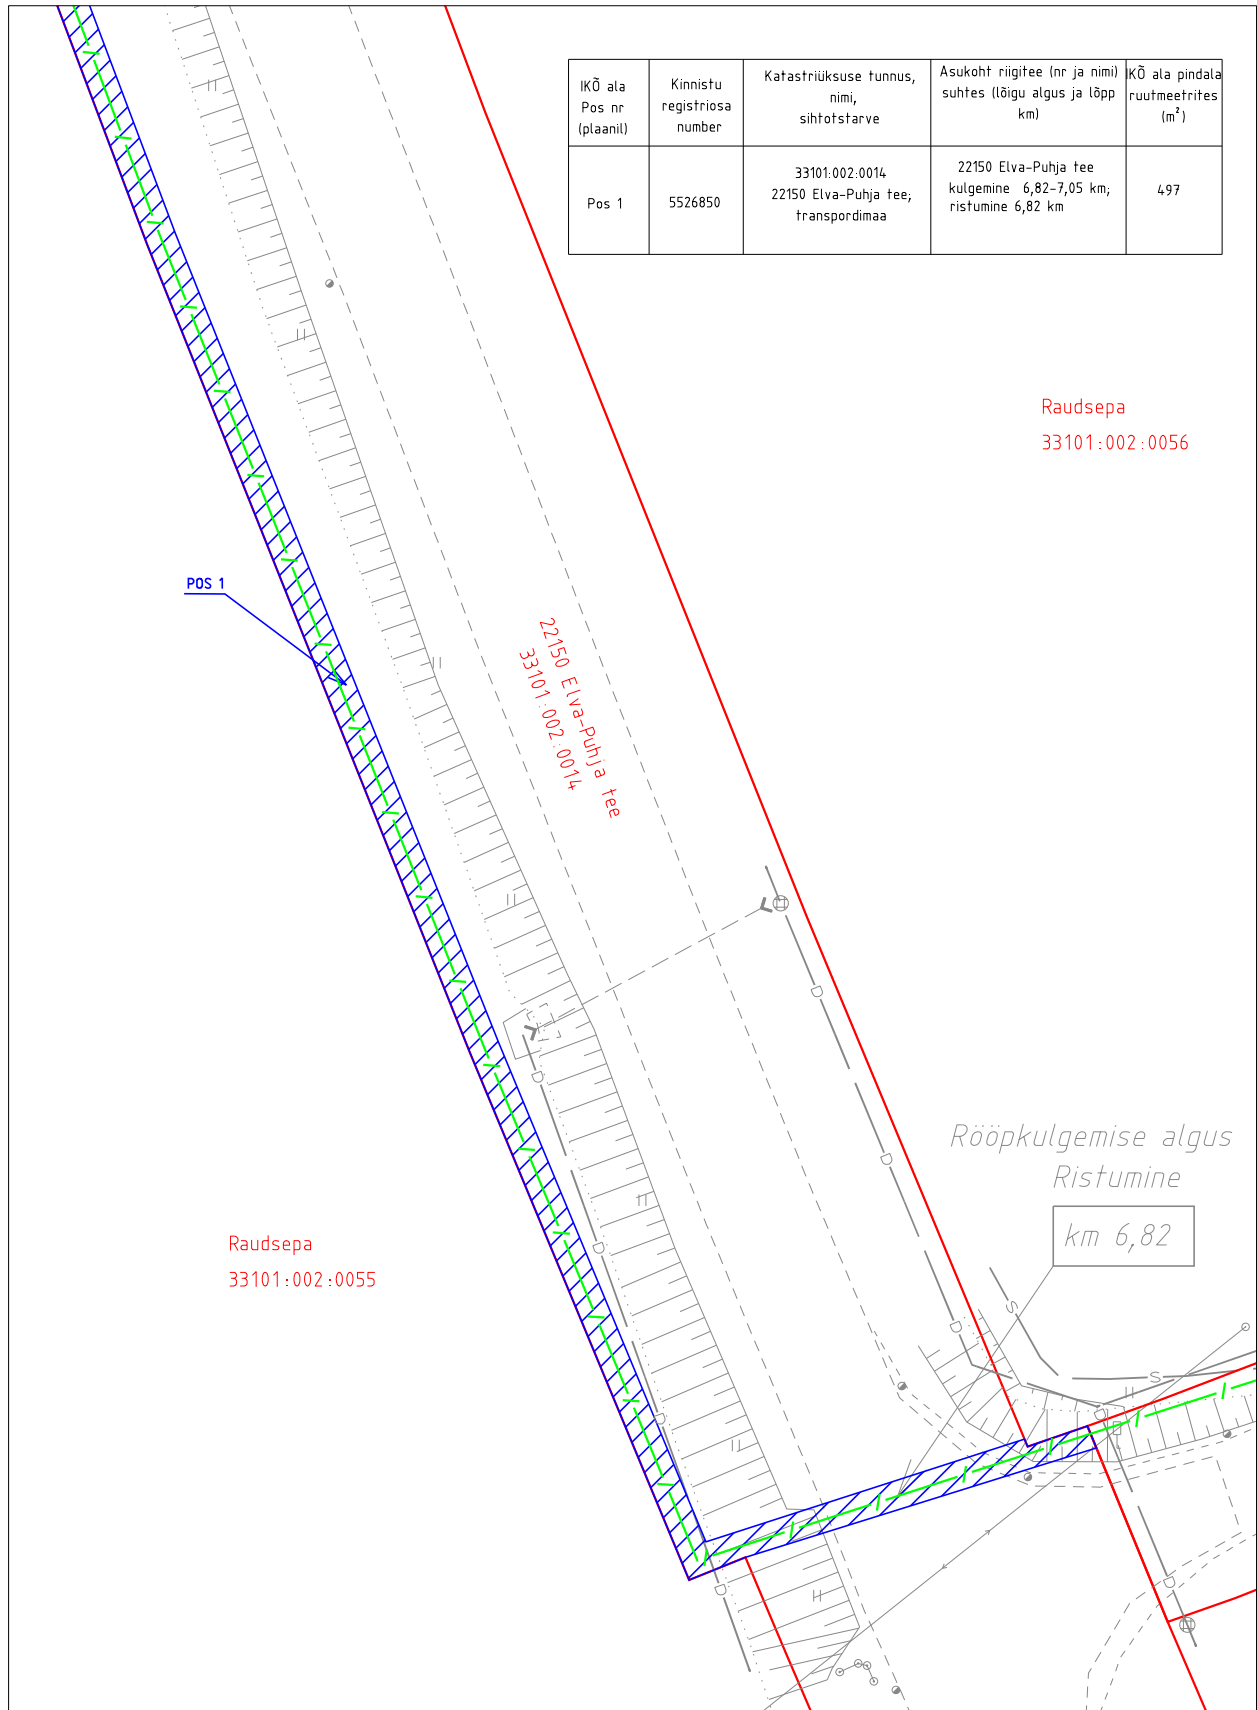 IKÕ ala
Pos nr
(plaanil)
Kinnistu
registriosa
number
Katastriüksuse tunnus,
nimi,
sihtotstarve
Asukoht riigitee (nr ja nimi)
suhtes (lõigu algus ja lõpp
km)
IKÕ ala pindala
ruutmeetrites
(m²)
Pos 1
5526850
33101:002:0014
22150 Elva-Puhja tee;
transpordimaa
22150 Elva-Puhja tee
kulgemine 6,82-7,05 km;
ristumine 6,82 km
497
Raudsepa
33101:002:0056
POS 1
22150 Elva-Puhja tee
33101:002:0014
D
D
D
D
D
D
D
D
D
S
S
Rööpkulgemise algus
Ristumine
km 6,82
Raudsepa
33101:002:0055